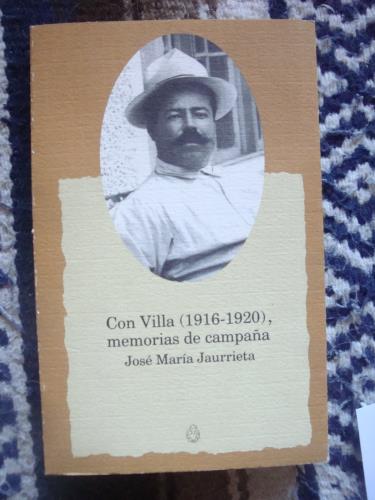 Con Villa (1916-1920),
memorias de campaña
José María Jaurrieta